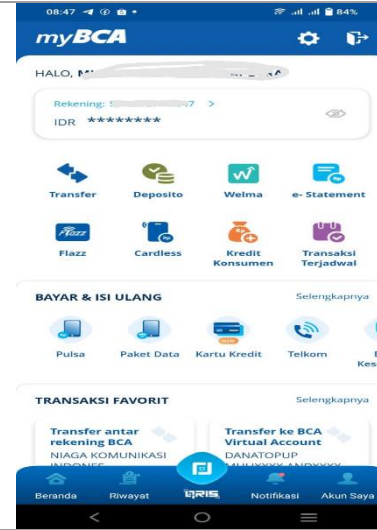 08:47
84%
myBCA
HALO, M
Rekening: 7 >
IDR ********
Transfer Deposito Welma e- Statement
Flazz Cardless Kredit Konsumen Transaksi Terjadwal
BAYAR & ISI ULANG Selengkapnya
Pulsa Paket Data Kartu Kredit Telkom
TRANSAKSI FAVORIT Selengkapnya
Transfer antar rekening BCA
NIAGA KOMUNIKASI
Transfer ke BCA Virtual Account
DANATOPUP
Beranda Riwayat QRIS Notifikasi Akun Saya